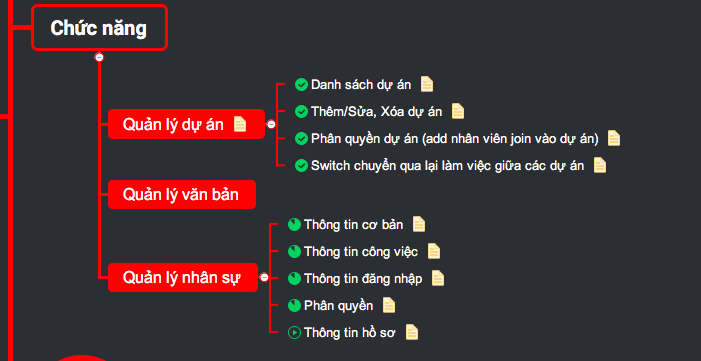 Chức năng
Quản lý dự án
Danh sách dự án
Thêm/Sửa, Xóa dự án
Phân quyền dự án (add nhân viên join vào dự án)
Switch chuyển qua lại làm việc giữa các dự án
Quản lý văn bản
Quản lý nhân sự
Thông tin cơ bản
Thông tin công việc
Thông tin đăng nhập
Phân quyền
Thông tin hồ sơ